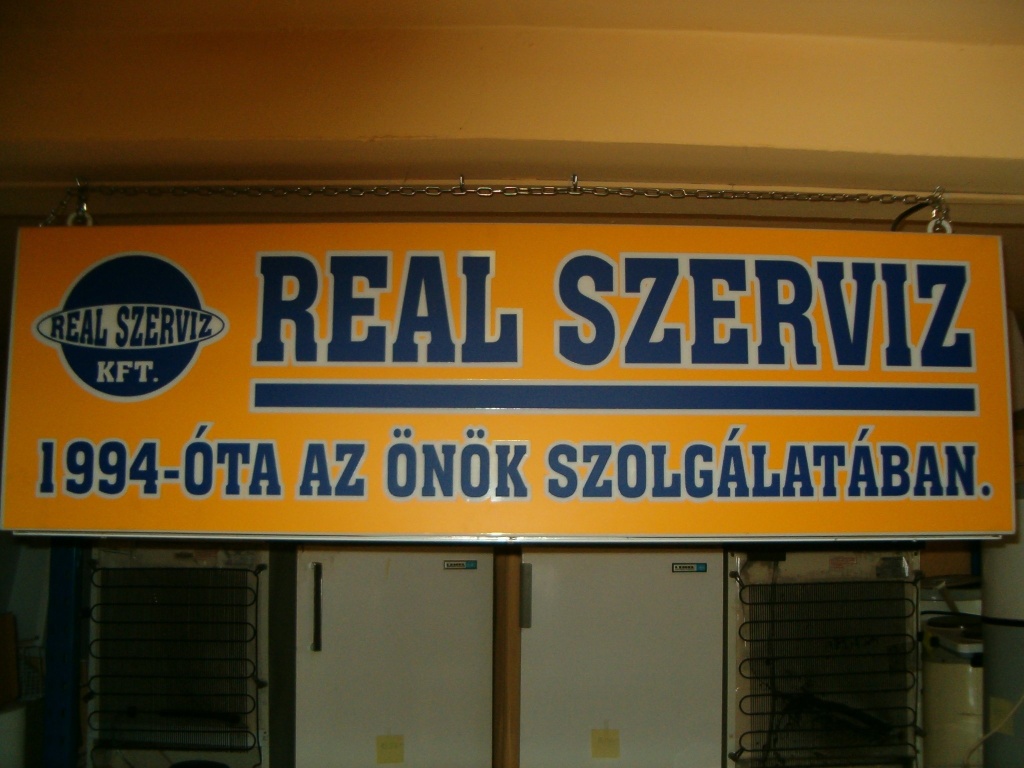 REAL SZERVIZ
KFT.
REAL SZERVIZ
1994-ÓTA AZ ÖNÖK SZOLGÁLATÁBAN.